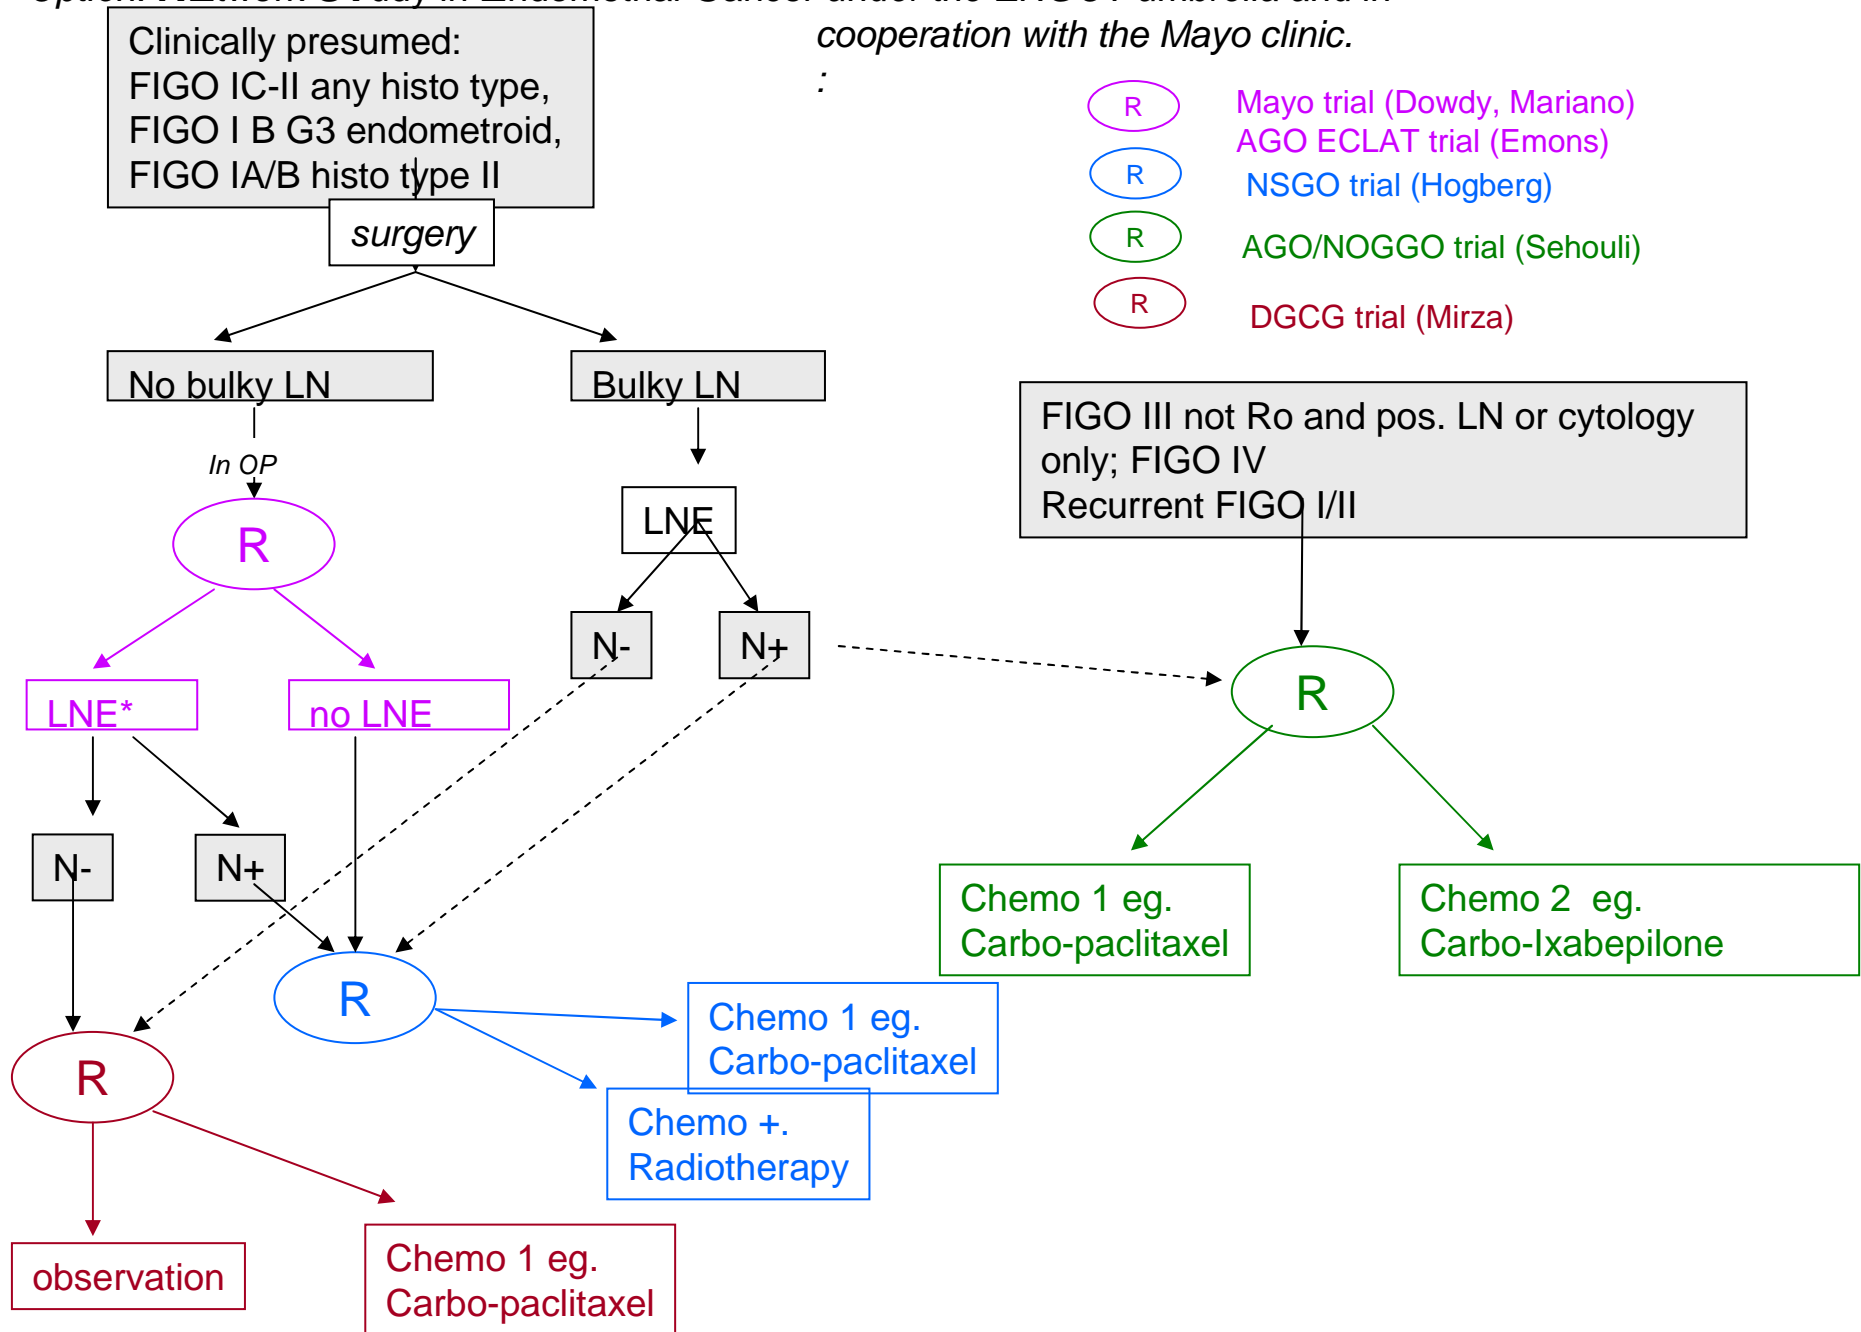 cooperation with the Mayo clinic.
:
Clinically presumed:
FIGO IC-II any histo type,
FIGO I B G3 endometroid,
FIGO IA/B histo type II
surgery
R
Mayo trial (Dowdy, Mariano)
AGO ECLAT trial (Emons)
R
NSGO trial (Hogberg)
R
AGO/NOGGO trial (Sehouli)
R
DGCG trial (Mirza)
No bulky LN
Bulky LN
In OP
R
LNE
N-
N+
FIGO III not Ro and pos. LN or cytology
only; FIGO IV
Recurrent FIGO I/II
R
LNE*
no LNE
N-
N+
Chemo 1 eg.
Carbo-paclitaxel
Chemo 2  eg.
Carbo-Ixabepilone
R
Chemo 1 eg.
Carbo-paclitaxel
Chemo +.
Radiotherapy
R
observation
Chemo 1 eg.
Carbo-paclitaxel